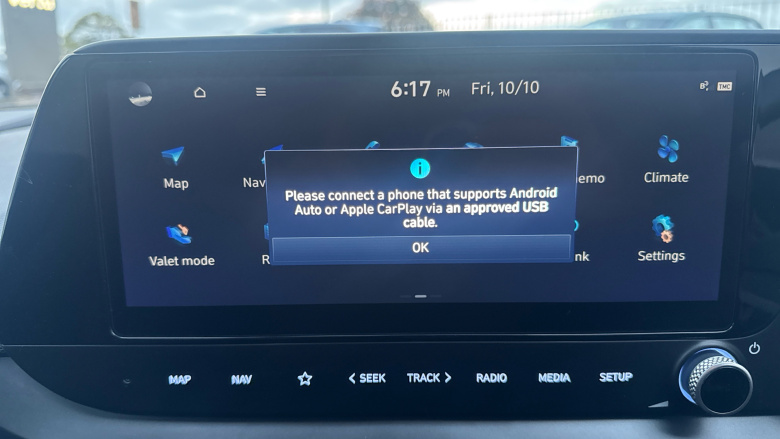 6:17 PM Fri, 10/10
TMC
Map
Nav
emo
Climate
Please connect a phone that supports Android
Auto or Apple CarPlay via an approved USB
cable.
OK
Valet mode
R
nk
Settings
MAP NAV < SEEK TRACK > RADIO MEDIA SETUP